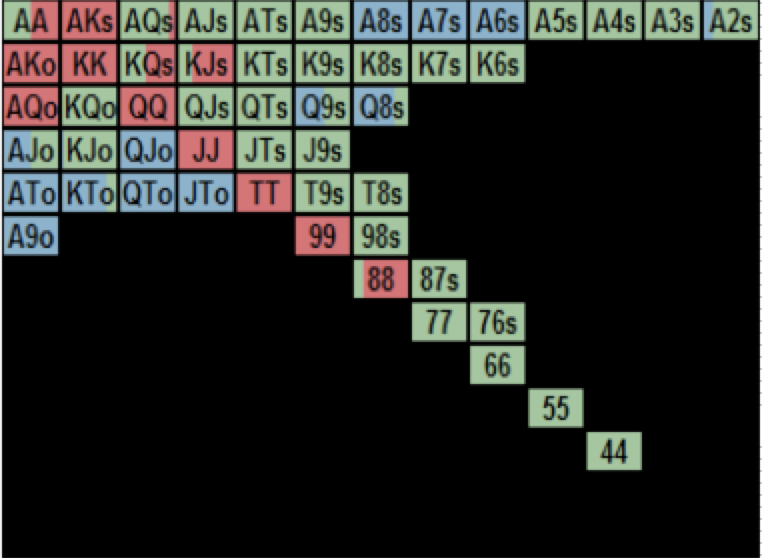 AA AKs AQs AJs ATs A9s A8s A7s A6s A5s A4s A3s A2s
AKo KK KQs KJs KTs K9s K8s K7s K6s
AQo KQo QQ QJs QTs Q9s Q8s
AJo KJo QJo JJ JTs J9s
ATo KTo QTo JTo TT T9s T8s
A9o 99 98s
88 87s
77 76s
66
55
44